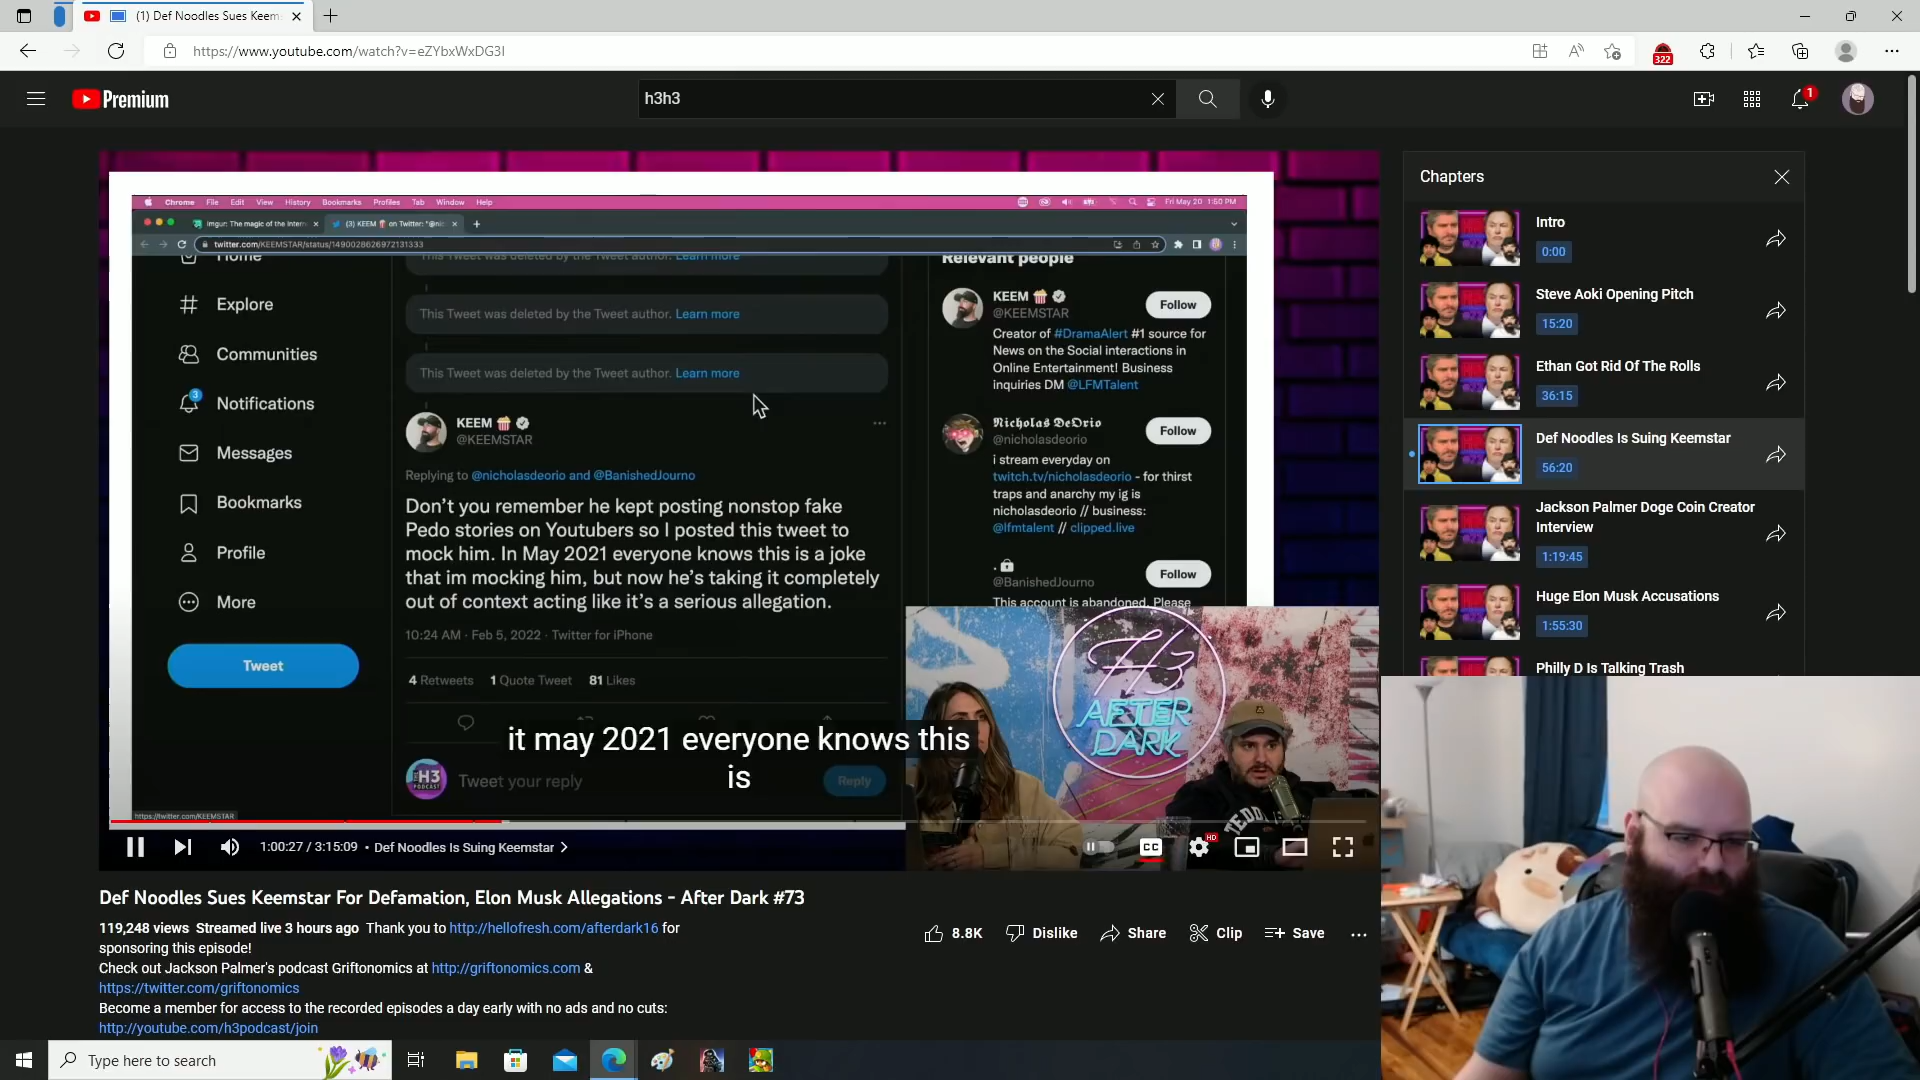 (1) Def Noodles Sues Keems
https://www.youtube.com/watch?v=eZYbxWxDG3I
322
Premium
h3h3
1
Chrome File Edit View History Bookmarks Profiles Tab Window Help
Fri May 20 1:50 PM
Imgur: The magic of the Intern
(3) KEEM on Twitter: "@nic
twitter.com/KEEMSTAR/status/1490028626972131333
Home
Explore
Communities
3
Notifications
Messages
Bookmarks
Profile
More
Tweet
This Tweet was deleted by the Tweet author. Learn more
This Tweet was deleted by the Tweet author. Learn more
This Tweet was deleted by the Tweet author. Learn more
KEEM
@KEEMSTAR
Replying to @nicholasdeorio and @BanishedJourno
Don't you remember he kept posting nonstop fake
Pedo stories on Youtubers so I posted this tweet to
mock him. In May 2021 everyone knows this is a joke
that im mocking him, but now he's taking it completely
out of context acting like it's a serious allegation.
10:24 AM · Feb 5, 2022 · Twitter for iPhone
4 Retweets 1 Quote Tweet 81 Likes
H3
PODCAST
Tweet your reply
Reply
https://twitter.com/KEEMSTAR
Relevant people
KEEM
@KEEMSTAR
Follow
Creator of #DramaAlert #1 source for
News on the Social interactions in
Online Entertainment! Business
inquiries DM @LFMTalent
Nicholas DeOrio
@nicholasdeorio
Follow
i stream everyday on
twitch.tv/nicholasdeorio - for thirst
traps and anarchy my ig is
nicholasdeorio // business:
@lfmtalent // clipped.live
.
@BanishedJourno
Follow
This account is abandoned. Please
H3
AFTER
DARK
TEDD
it may 2021 everyone knows this
is
1:00:27 / 3:15:09 • Def Noodles Is Suing Keemstar
CC
HD
Def Noodles Sues Keemstar For Defamation, Elon Musk Allegations - After Dark #73
119,248 views Streamed live 3 hours ago Thank you to http://hellofresh.com/afterdark16 for
sponsoring this episode!
Check out Jackson Palmer's podcast Griftonomics at http://griftonomics.com &
https://twitter.com/griftonomics
Become a member for access to the recorded episodes a day early with no ads and no cuts:
http://youtube.com/h3podcast/join
8.8K Dislike Share Clip Save
Chapters
Intro
0:00
Steve Aoki Opening Pitch
15:20
Ethan Got Rid Of The Rolls
36:15
Def Noodles Is Suing Keemstar
56:20
Jackson Palmer Doge Coin Creator
Interview
1:19:45
Huge Elon Musk Accusations
1:55:30
Philly D Is Talking Trash
Type here to search